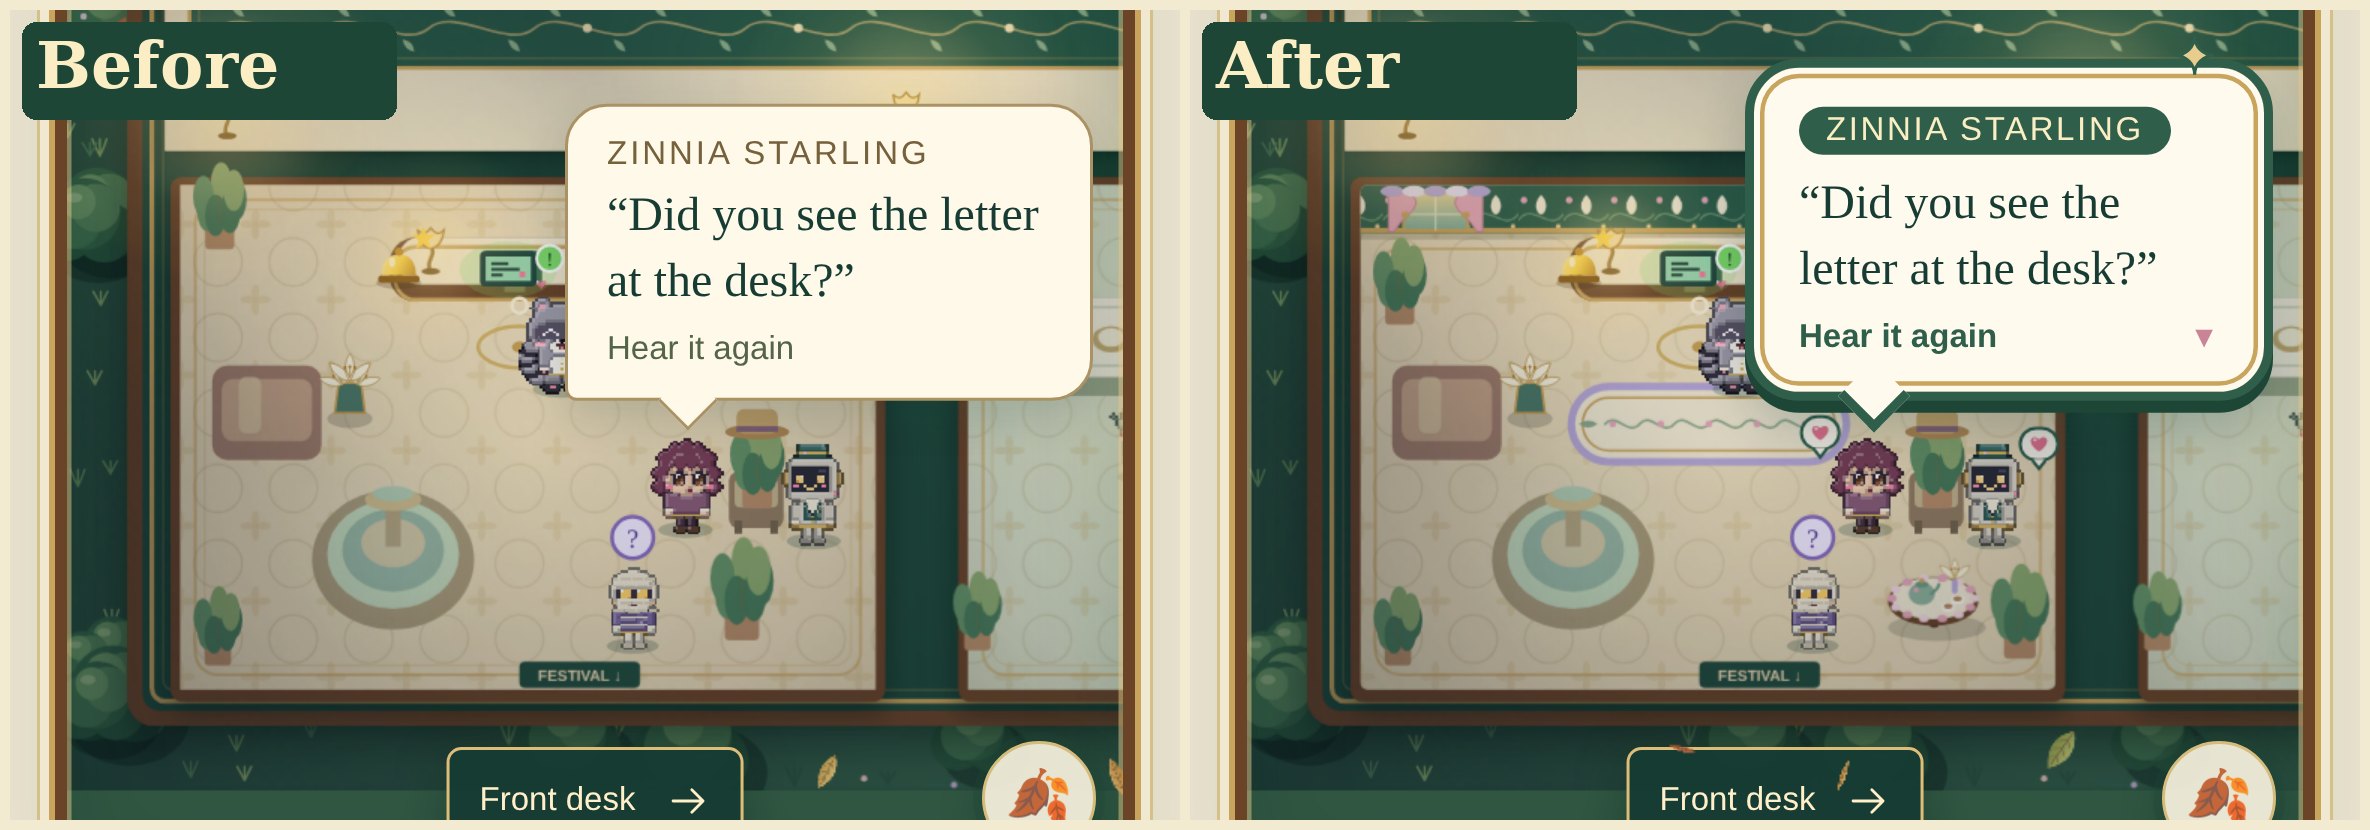 Before
ZINNIA STARLING
“Did you see the letter
at the desk?”
Hear it again
!
?
FESTIVAL ↓
Front desk →
After
ZINNIA STARLING
“Did you see the
letter at the desk?”
Hear it again ▼
!
?
FESTIVAL ↓
Front desk →